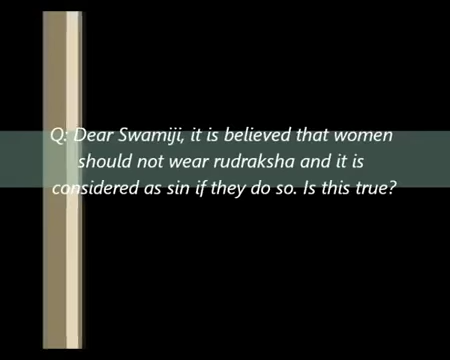 Q: Dear Swamiji, it is believed that women
should not wear rudraksha and it is
considered as sin if they do so. Is this true?